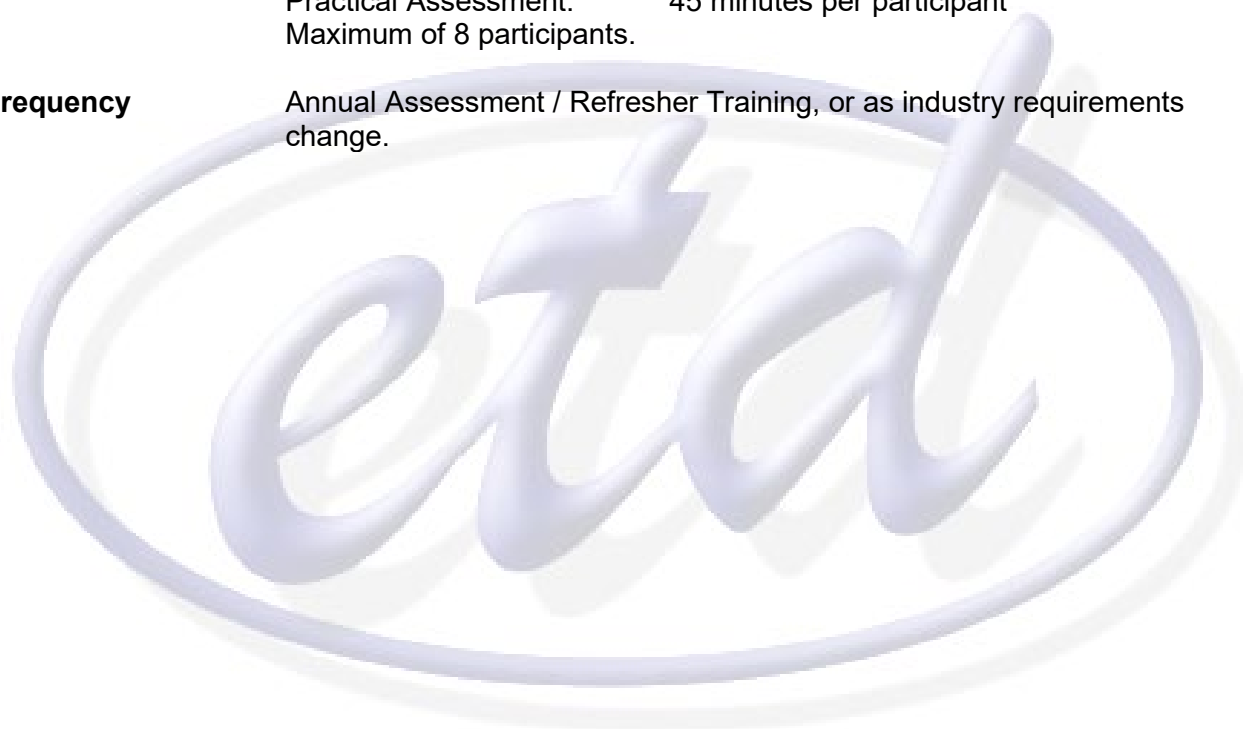 Practical Assessment: 45 minutes per participant
Maximum of 8 participants.
requency Annual Assessment / Refresher Training, or as industry requirements
change.
etd